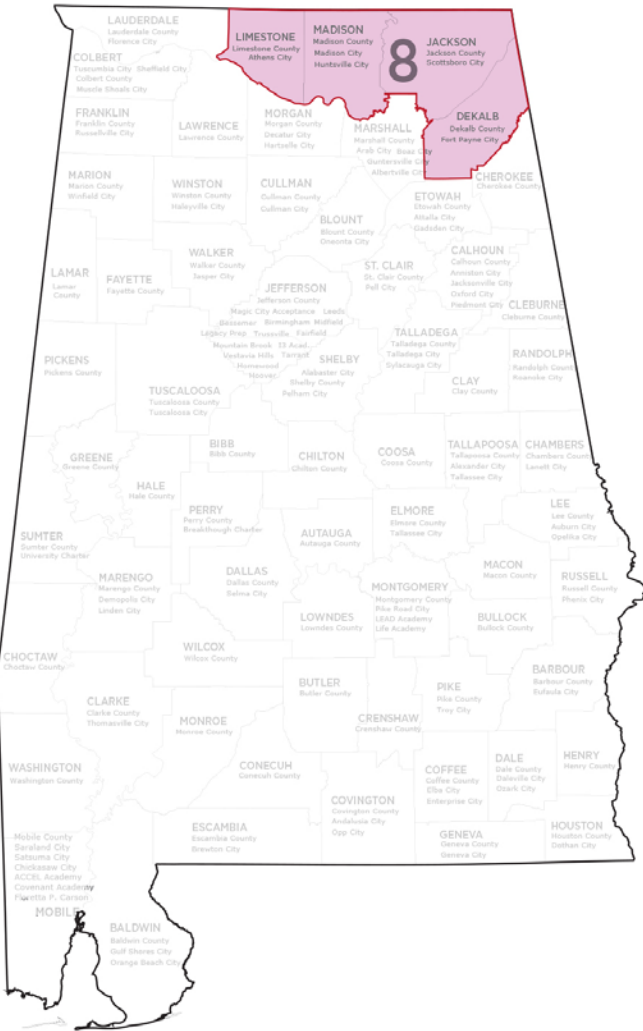 LAUDERDALE
Lauderdale County
Florence City
LIMESTONE
Limestone County
Athens City
MADISON
Madison County
Madison City
Huntsville City
8
JACKSON
Jackson County
Scottsboro City
COLBERT
Tuscumbia City Sheffield City
Colbert County
Muscle Shoals City
DEKALB
Dekalb County
Fort Payne City
FRANKLIN
Franklin County
Russellville City
LAWRENCE
Lawrence County
MORGAN
Morgan County
Decatur City
Hartselle City
MARSHALL
Marshall County
Arab City Boaz City
Guntersville City
Albertville City
CHEROKEE
Cherokee County
MARION
Marion County
Winfield City
WINSTON
Winston County
Haleyville City
CULLMAN
Cullman County
Cullman City
BLOUNT
Blount County
Oneonta City
ETOWAH
Etowah County
Attalla City
Gadsden City
WALKER
Walker County
Jasper City
ST. CLAIR
St. Clair County
Pell City
CALHOUN
Calhoun County
Anniston City
Jacksonville City
Oxford City
Piedmont City
LAMAR
Lamar
County
FAYETTE
Fayette County
JEFFERSON
Jefferson County
Magic City Acceptance Leeds
Bessemer Birmingham Midfield
Legacy Prep Trussville Fairfield
Mountain Brook I3 Acad.
Vestavia Hills Tarrant
Homewood
Hoover
CLEBURNE
Cleburne County
TALLADEGA
Talladega County
Talladega City
Sylacauga City
PICKENS
Pickens County
SHELBY
Alabaster City
Shelby County
Pelham City
RANDOLPH
Randolph County
Roanoke City
TUSCALOOSA
Tuscaloosa County
Tuscaloosa City
CLAY
Clay County
GREENE
Greene County
BIBB
Bibb County
CHILTON
Chilton County
COOSA
Coosa County
TALLAPOOSA
Tallapoosa County
Alexander City
Tallassee City
CHAMBERS
Chambers County
Lanett City
HALE
Hale County
PERRY
Perry County
Breakthough Charter
AUTAUGA
Autauga County
ELMORE
Elmore County
Tallassee City
LEE
Lee County
Auburn City
Opelika City
SUMTER
Sumter County
University Charter
MARENGO
Marengo County
Demopolis City
Linden City
DALLAS
Dallas County
Selma City
LOWNDES
Lowndes County
MONTGOMERY
Montgomery County
Pike Road City
LEAD Academy
Life Academy
MACON
Macon County
RUSSELL
Russell County
Phenix City
BULLOCK
Bullock County
CHOCTAW
Choctaw County
WILCOX
Wilcox County
BUTLER
Butler County
CRENSHAW
Crenshaw County
PIKE
Pike County
Troy City
BARBOUR
Barbour County
Eufaula City
CLARKE
Clarke County
Thomasville City
MONROE
Monroe County
WASHINGTON
Washington County
CONECUH
Conecuh County
COVINGTON
Covington County
Andalusia City
Opp City
COFFEE
Coffee County
Elba City
Enterprise City
DALE
Dale County
Daleville City
Ozark City
HENRY
Henry County
ESCAMBIA
Escambia County
Brewton City
GENEVA
Geneva County
Geneva City
HOUSTON
Houston County
Dothan City
Mobile County
Saraland City
Satsuma City
Chickasaw City
ACCEL Academy
Covenant Academy
Floretta P. Carson
MOBILE
BALDWIN
Baldwin County
Gulf Shores City
Orange Beach City